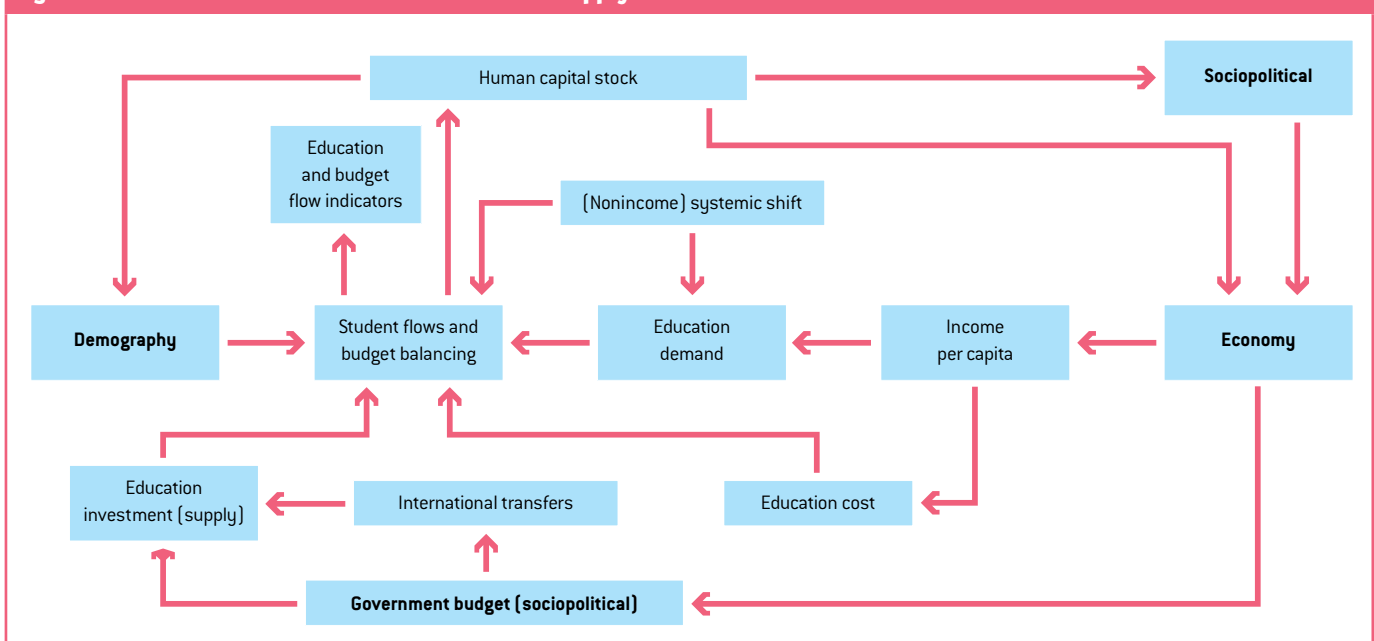 Human capital stock
Sociopolitical
Education
and budget
flow indicators
(Nonincome) systemic shift
Demography
Student flows and
budget balancing
Education
demand
Income
per capita
Economy
Education
investment (supply)
International transfers
Education cost
Government budget (sociopolitical)